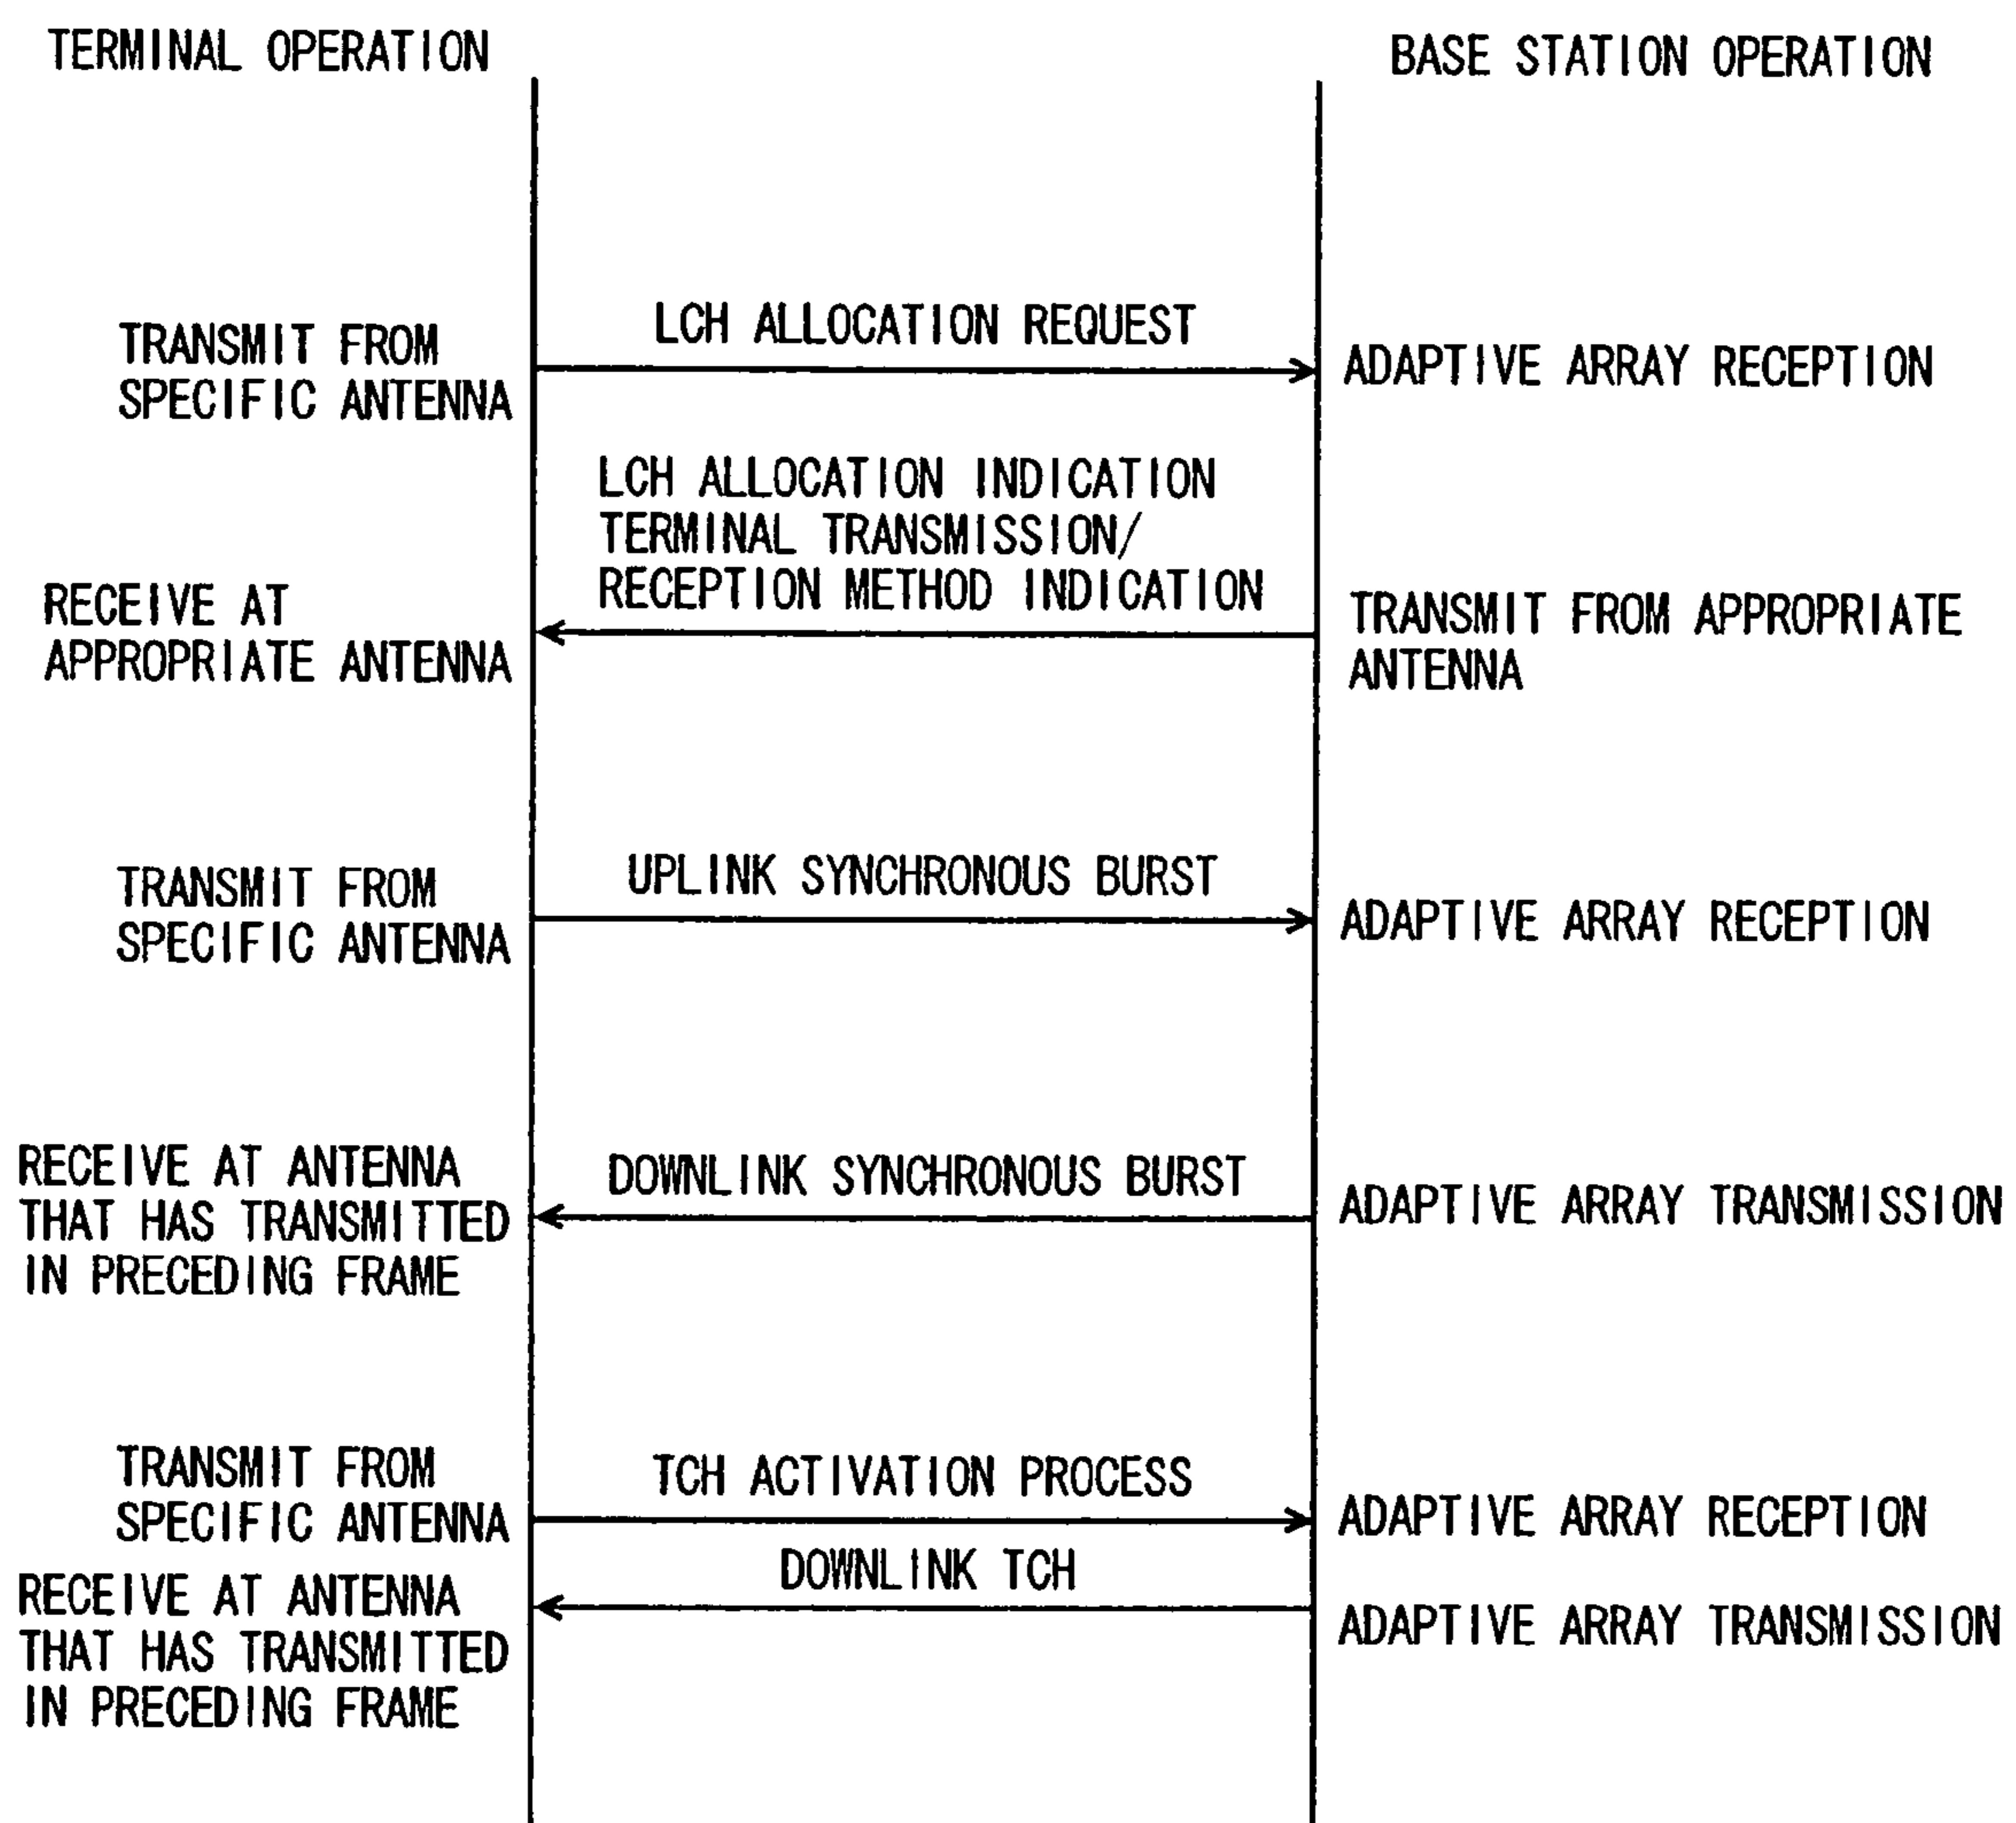 TERMINAL OPERATION
BASE STATION OPERATION
LCH ALLOCATION REQUEST
TRANSMIT FROM
SPECIFIC ANTENNA
ADAPTIVE ARRAY RECEPTION
LCH ALLOCATION INDICATION
TERMINAL TRANSMISSION/
RECEPTION METHOD INDICATION
RECEIVE AT
APPROPRIATE ANTENNA
TRANSMIT FROM APPROPRIATE
ANTENNA
UPLINK SYNCHRONOUS BURST
TRANSMIT FROM
SPECIFIC ANTENNA
ADAPTIVE ARRAY RECEPTION
RECEIVE AT ANTENNA
THAT HAS TRANSMITTED
IN PRECEDING FRAME
DOWNLINK SYNCHRONOUS BURST
ADAPTIVE ARRAY TRANSMISSION
TRANSMIT FROM
SPECIFIC ANTENNA
TCH ACTIVATION PROCESS
ADAPTIVE ARRAY RECEPTION
DOWNLINK TCH
RECEIVE AT ANTENNA
THAT HAS TRANSMITTED
IN PRECEDING FRAME
ADAPTIVE ARRAY TRANSMISSION